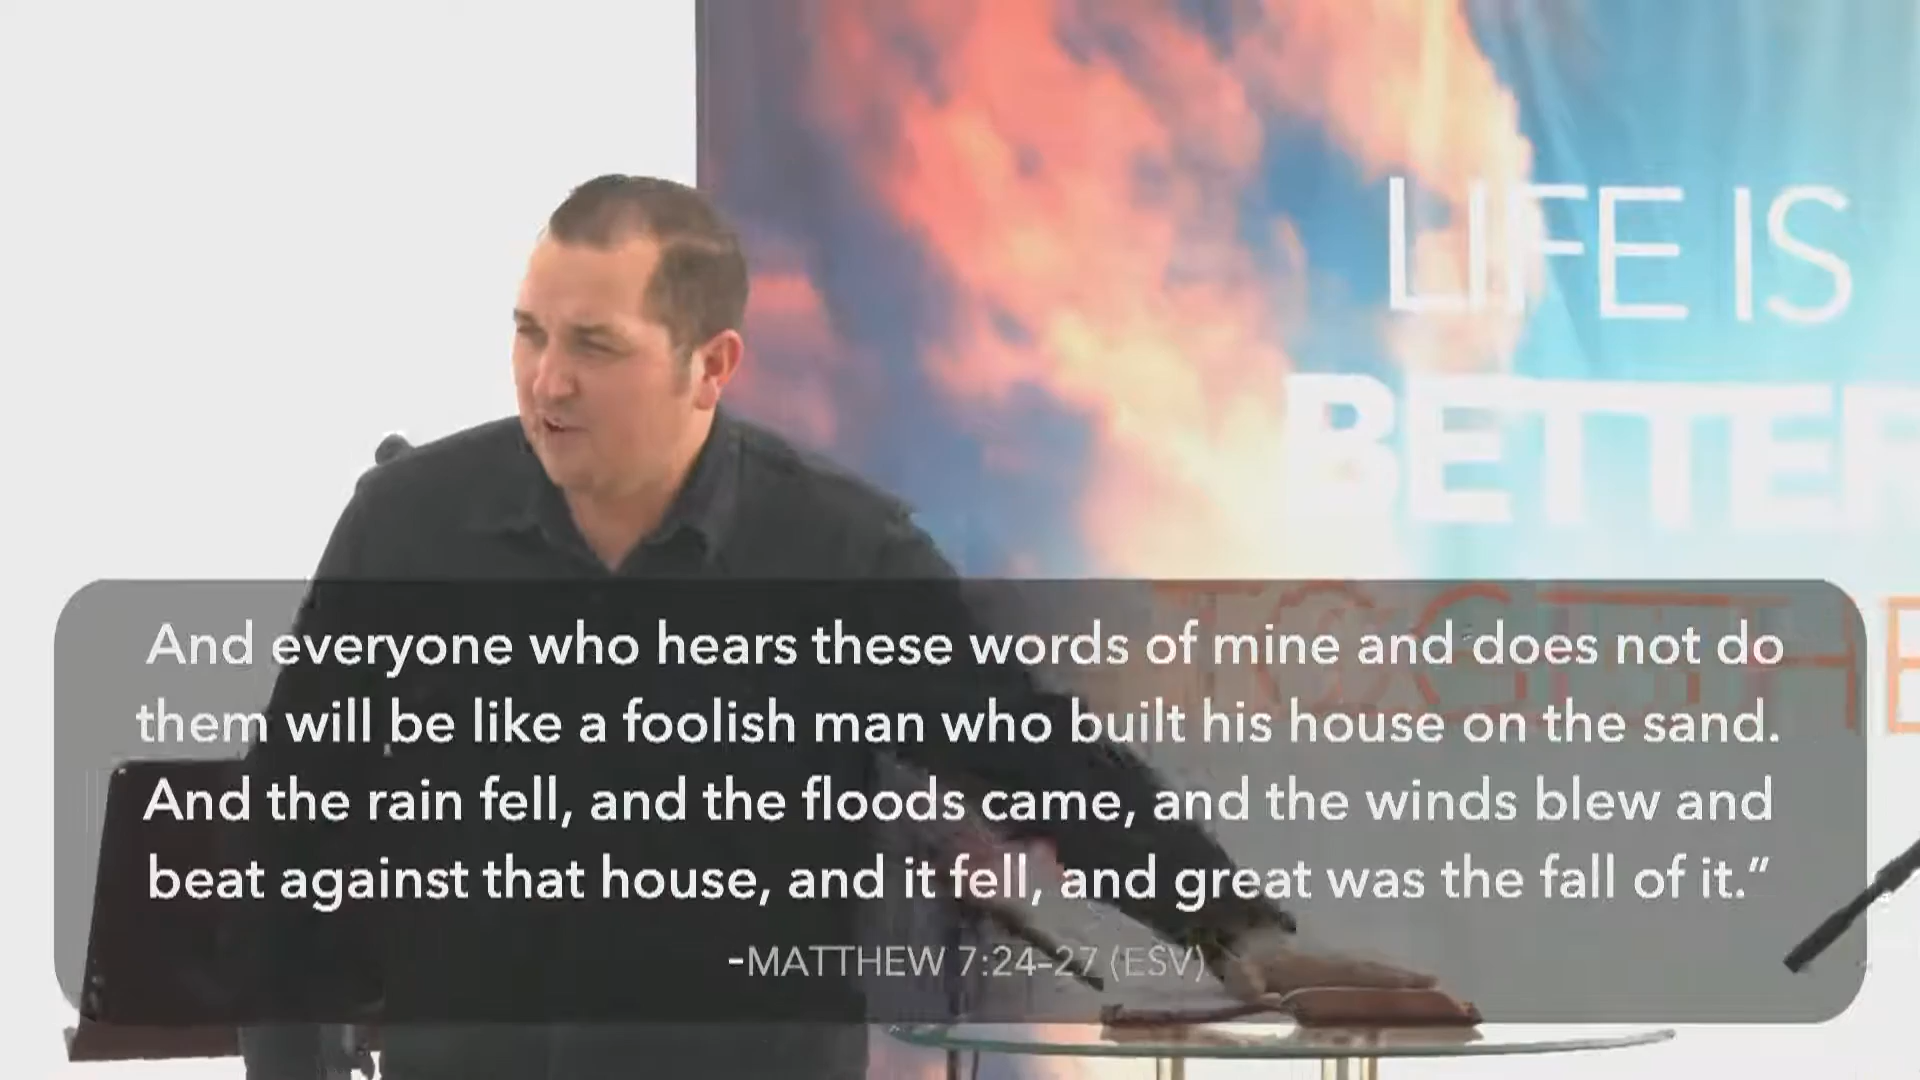 LIFE IS
BETTER
TOGETHE
And everyone who hears these words of mine and does not do
them will be like a foolish man who built his house on the sand.
And the rain fell, and the floods came, and the winds blew and
beat against that house, and it fell, and great was the fall of it.”
-MATTHEW 7:24-27 (ESV)